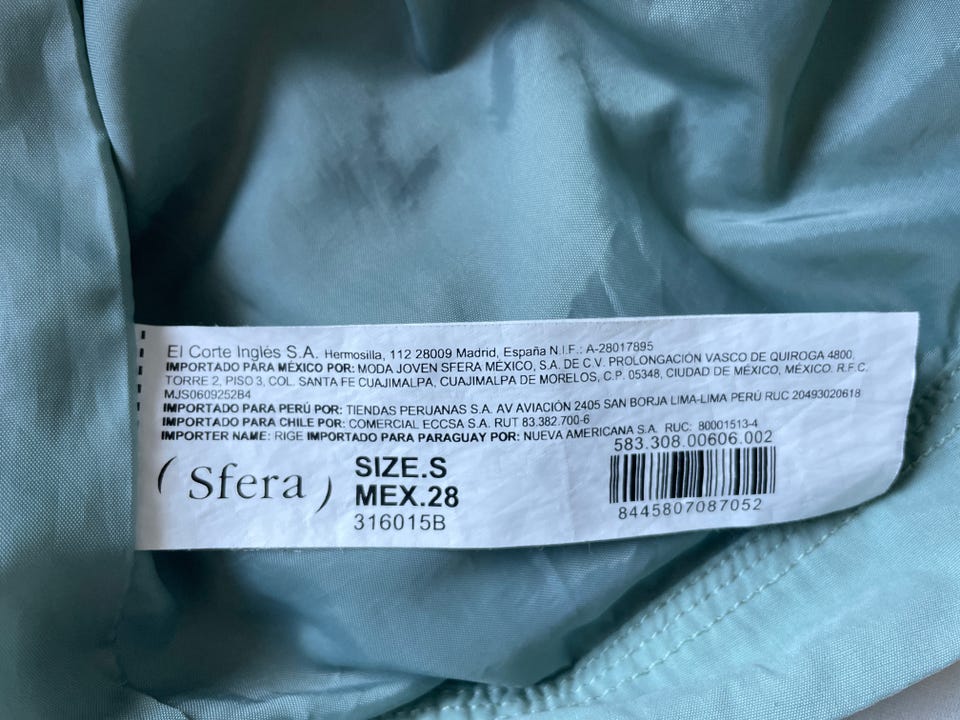 El Corte Inglés S.A. Hermosilla, 112 28009 Madrid, España N.I.F.: A-28017895
IMPORTADO PARA MÉXICO POR: MODA JOVEN SFERA MÉXICO, S.A. DE C.V. PROLONGACIÓN VASCO DE QUIROGA 4800,
TORRE 2, PISO 3, COL. SANTA FE CUAJIMALPA, CUAJIMALPA DE MORELOS, C.P. 05348, CIUDAD DE MÉXICO, MÉXICO. R.F.C.
MJS0609252B4
IMPORTADO PARA PERÚ POR: TIENDAS PERUANAS S.A. AV AVIACIÓN 2405 SAN BORJA LIMA-LIMA PERÚ RUC 20493020618
IMPORTADO PARA CHILE POR: COMERCIAL ECCSA S.A. RUT 83.382.700-6
IMPORTER NAME: RIGE IMPORTADO PARA PARAGUAY POR: NUEVA AMERICANA S.A. RUC: 80001513-4
583.308.00606.002
(Sfera)
SIZE.S
MEX.28
316015B
8445807087052